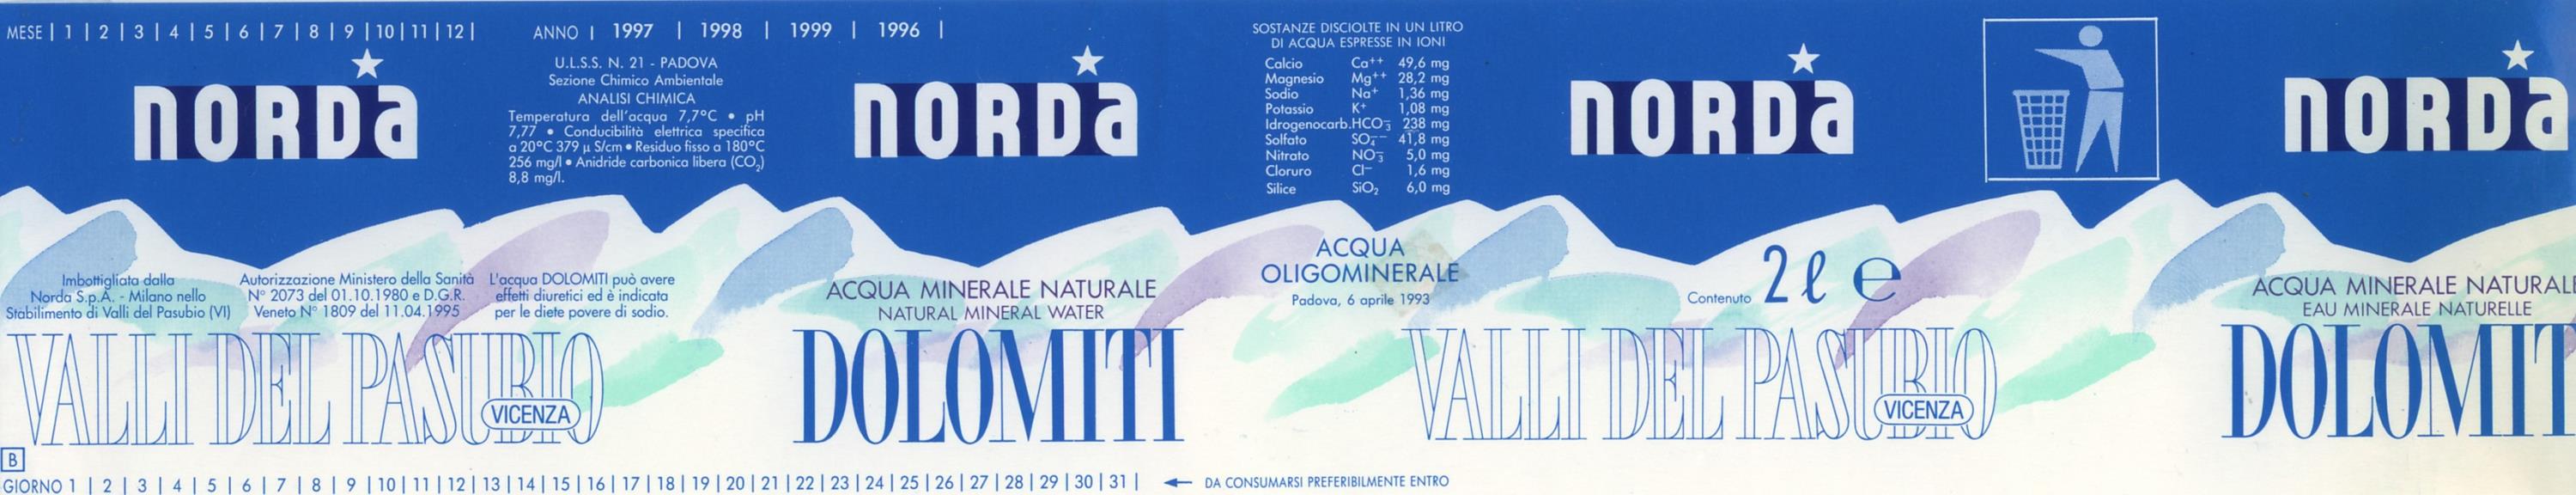 MESE | 1 | 2 | 3 | 4 | 5 | 6 | 7 | 8 | 9 | 10 | 11 | 12 |
ANNO | 1997 | 1998 | 1999 | 1996 |
NORDa
U.L.S.S. N. 21 - PADOVA
Sezione Chimico Ambientale
ANALISI CHIMICA
Temperatura dell'acqua 7,7°C • pH
7,77 • Conducibilità elettrica specifica
a 20°C 379 µ S/cm • Residuo fisso a 180°C
256 mg/l • Anidride carbonica libera (CO₂)
8,8 mg/l.
NORDa
SOSTANZE DISCIOLTE IN UN LITRO
DI ACQUA ESPRESSE IN IONI
Calcio Ca⁺⁺ 49,6 mg
Magnesio Mg⁺⁺ 28,2 mg
Sodio Na⁺ 1,36 mg
Potassio K⁺ 1,08 mg
Idrogenocarb. HCO₃⁻ 238 mg
Solfato SO₄⁻⁻ 41,8 mg
Nitrato NO₃⁻ 5,0 mg
Cloruro Cl⁻ 1,6 mg
Silice SiO₂ 6,0 mg
NORDa
NORDa
Imbottigliata dalla
Norda S.p.A. - Milano nello
Stabilimento di Valli del Pasubio (VI)
Autorizzazione Ministero della Sanità
N° 2073 del 01.10.1980 e D.G.R.
Veneto N° 1809 del 11.04.1995
L'acqua DOLOMITI può avere
effetti diuretici ed è indicata
per le diete povere di sodio.
VALLI DEL PASUBIO
VICENZA
ACQUA MINERALE NATURALE
NATURAL MINERAL WATER
DOLOMITI
ACQUA
OLIGOMINERALE
Padova, 6 aprile 1993
Contenuto 2 ℓ ℮
VALLI DEL PASUBIO
VICENZA
ACQUA MINERALE NATURALE
EAU MINERALE NATURELLE
DOLOMIT
B
GIORNO 1 | 2 | 3 | 4 | 5 | 6 | 7 | 8 | 9 | 10 | 11 | 12 | 13 | 14 | 15 | 16 | 17 | 18 | 19 | 20 | 21 | 22 | 23 | 24 | 25 | 26 | 27 | 28 | 29 | 30 | 31 | ← DA CONSUMARSI PREFERIBILMENTE ENTRO